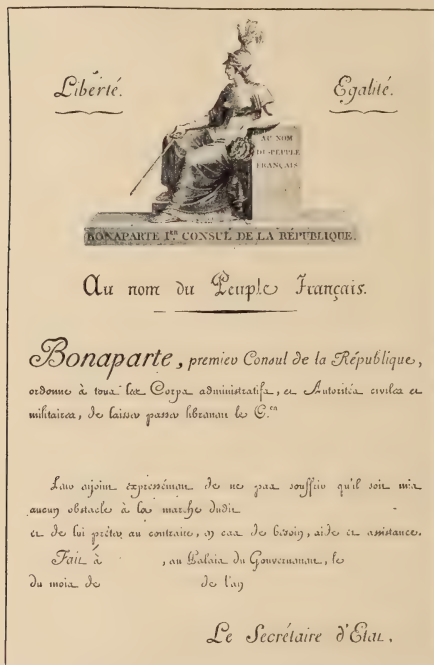 Liberté. Egalité.
AU NOM
DU PEUPLE
FRANÇAIS
BONAPARTE I.ER CONSUL DE LA RÉPUBLIQUE.
Au nom du Peuple Français.
Bonaparte, premier Consul de la République,
ordonne à tous les Corps administratifs, et Autorités civiles et
militaires, de laisser passer librement le C.en
Leur enjoint expressément de ne pas souffrir qu'il soit mis
aucun obstacle à la marche dudit
et de lui prêter au contraire, en cas de besoin, aide et assistance.
Fait à , au Palais du Gouvernement, le
du mois de de l'an
Le Secrétaire d'Etat.